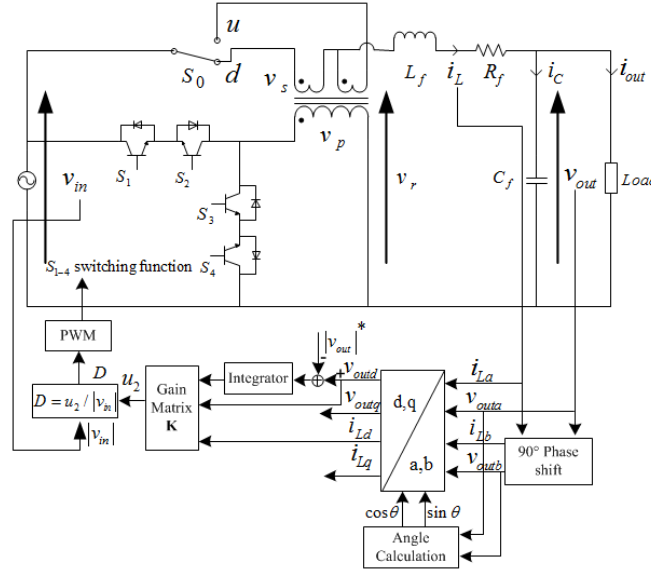 u
S0
d
vs
Lf
iL
Rf
iC
iout
vp
vin
S1
S2
S3
S4
vr
Cf
vout
Load
S1−4 switching function
PWM
D
D = u2 / |vin|
|vin|
u2
Gain
Matrix
K
Integrator
|vout|*
-
+
voutd
voutq
iLd
iLq
d,q
a,b
iLa
vouta
iLb
voutb
90° Phase
shift
cosθ
sinθ
Angle
Calculation